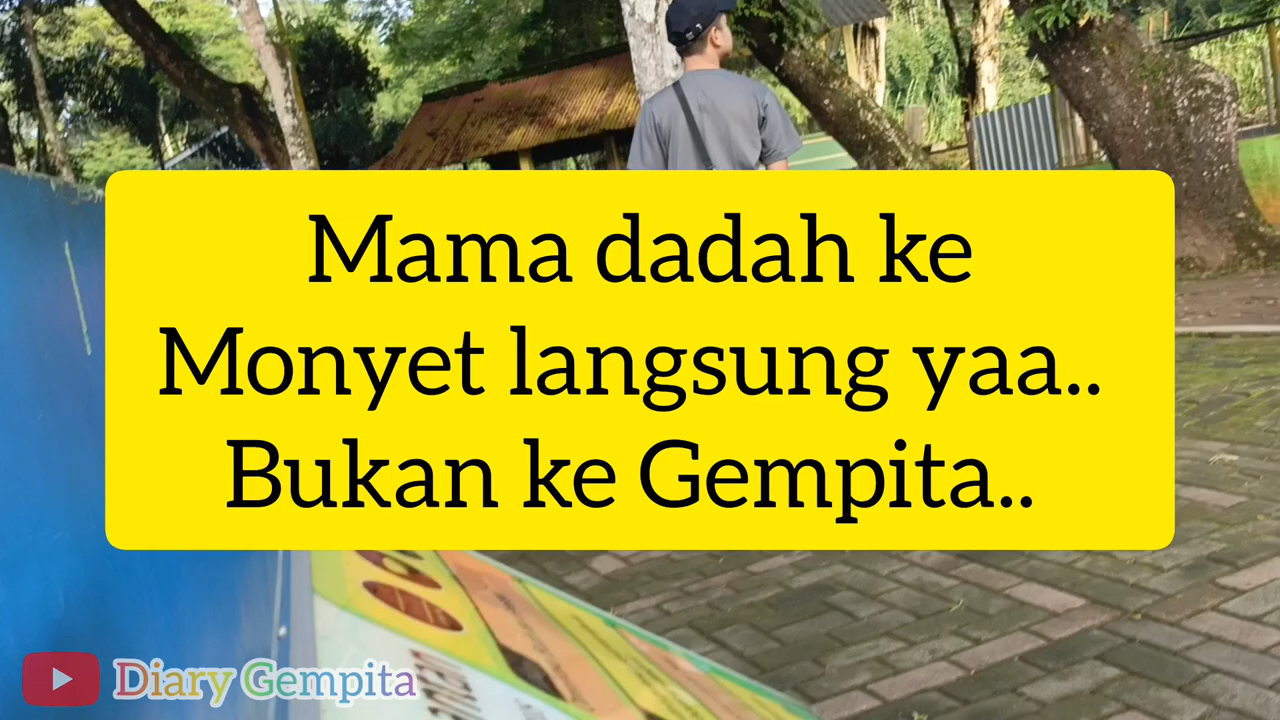 Mama dadah ke
Monyet langsung yaa..
Bukan ke Gempita..
Diary Gempita